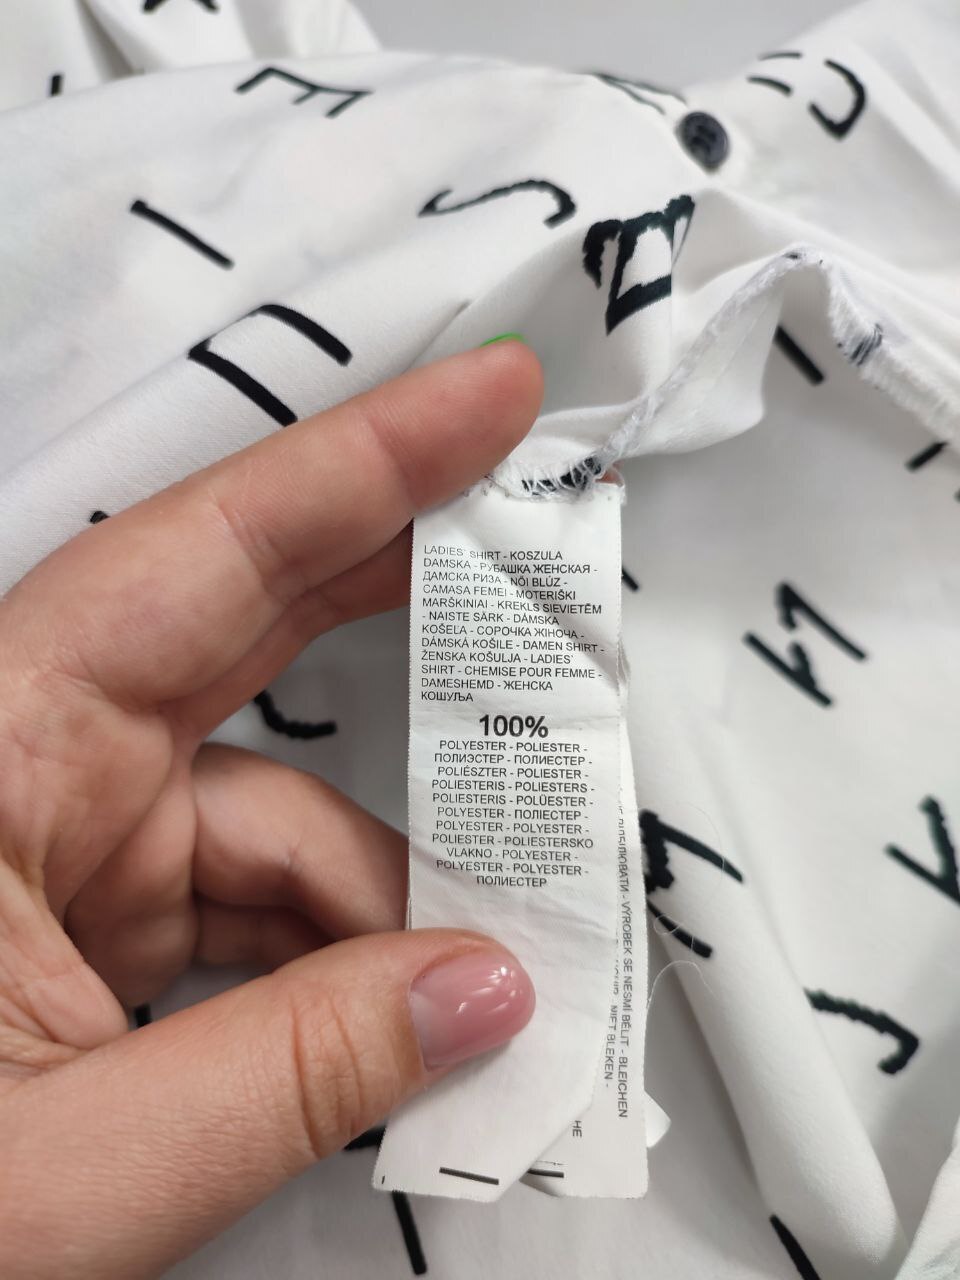 LADIES` SHIRT - KOSZULA
DAMSKA - РУБАШКА ЖЕНСКАЯ -
ДАМСКА РИЗА - NŐI BLÚZ -
CAMASA FEMEI - MOTERIŠKI
MARŠKINIAI - KREKLS SIEVIETĒM
- NAISTE SÄRK - DÁMSKA
KOŠEĽA - СОРОЧКА ЖІНОЧА -
DÁMSKÁ KOŠILE - DAMEN SHIRT -
ŽENSKA KOŠULJA - LADIES`
SHIRT - CHEMISE POUR FEMME -
DAMESHEMD - ЖЕНСКА
КОШУЉА
100%
POLYESTER - POLIESTER -
ПОЛИЭСТЕР - ПОЛИЕСТЕР -
POLIÉSZTER - POLIESTER -
POLIESTERIS - POLIESTERS -
POLIESTERIS - POLÜESTER -
POLYESTER - ПОЛІЕСТЕР -
POLYESTER - POLYESTER -
POLIESTER - POLIESTERSKO
VLAKNO - POLYESTER -
POLYESTER - POLYESTER -
ПОЛИЕСТЕР
ВІДБІЛЮВАТИ - VÝROBEK SE NESMÍ BĚLIT - BLEICHEN
- NIET BLEKEN -
НЕ